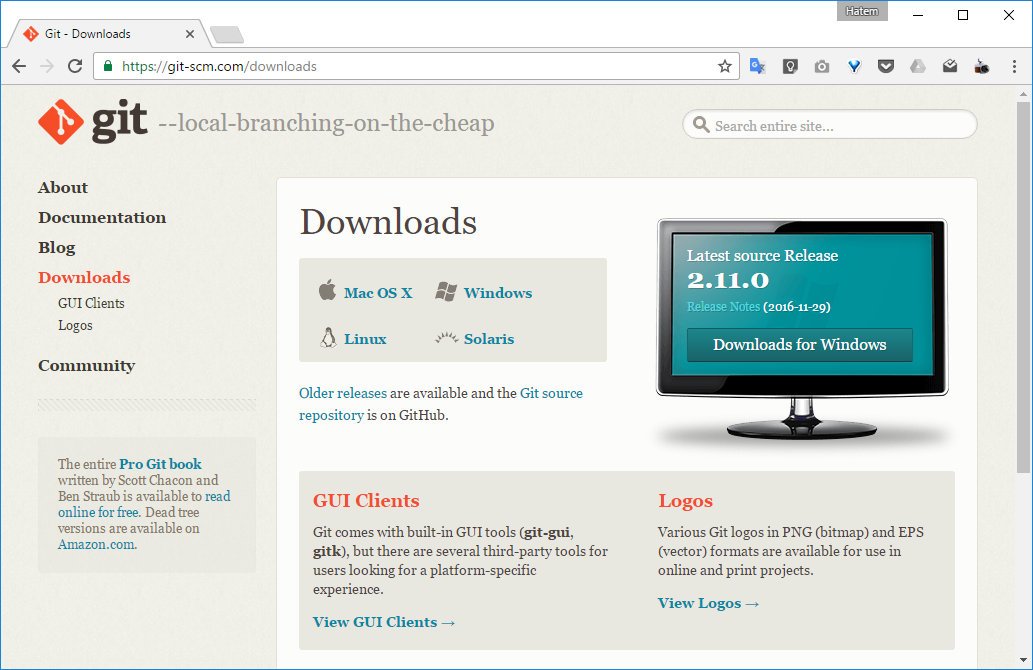 Hatem
Git - Downloads
https://git-scm.com/downloads
git --local-branching-on-the-cheap
Search entire site...
About
Documentation
Blog
Downloads
GUI Clients
Logos
Community
The entire Pro Git book
written by Scott Chacon and
Ben Straub is available to read
online for free. Dead tree
versions are available on
Amazon.com.
Downloads
Mac OS X Windows
Linux Solaris
Older releases are available and the Git source
repository is on GitHub.
Latest source Release
2.11.0
Release Notes (2016-11-29)
Downloads for Windows
GUI Clients
Git comes with built-in GUI tools (git-gui,
gitk), but there are several third-party tools for
users looking for a platform-specific
experience.
View GUI Clients →
Logos
Various Git logos in PNG (bitmap) and EPS
(vector) formats are available for use in
online and print projects.
View Logos →